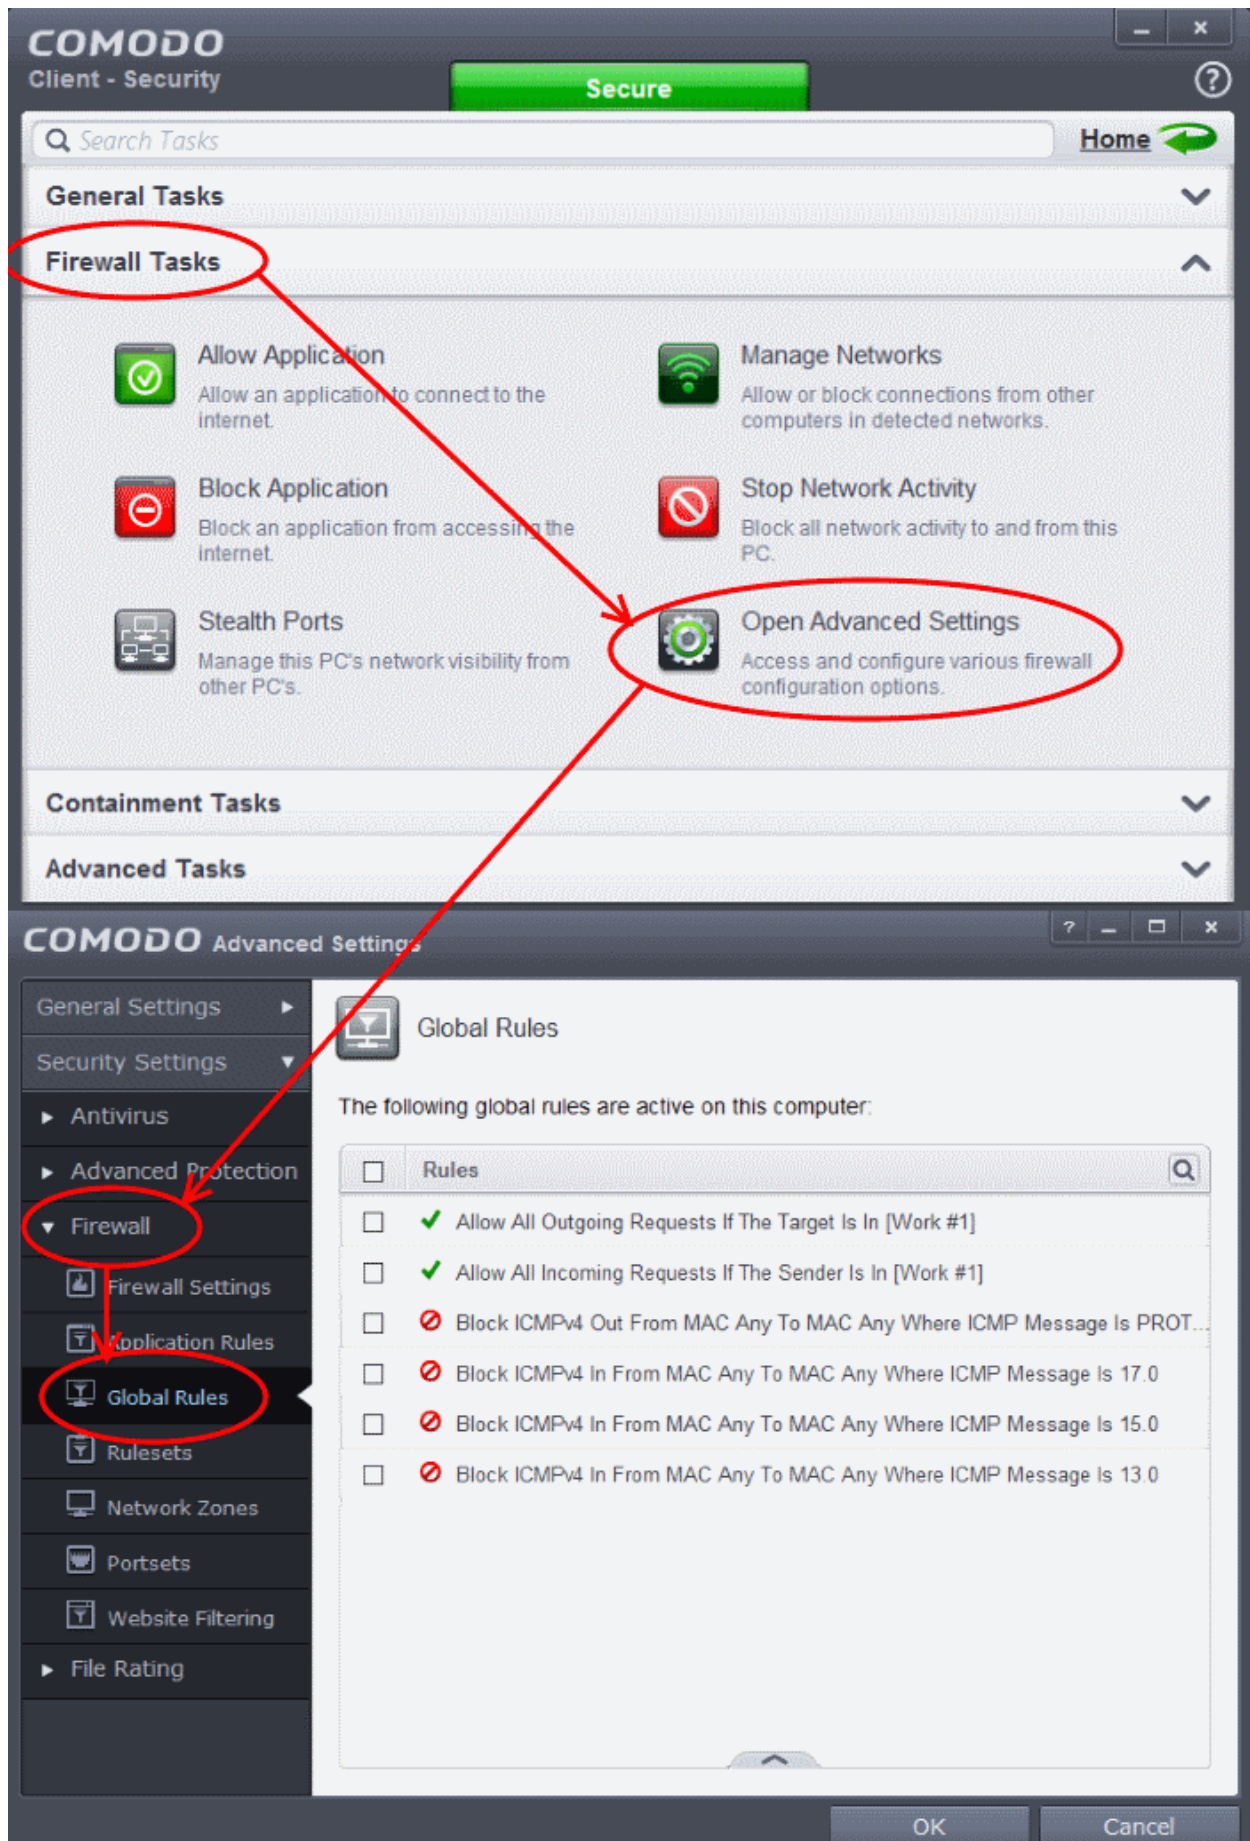 COMODO
Client - Security
Secure
Search Tasks
Home
General Tasks
Firewall Tasks
Allow Application
Allow an application to connect to the
internet.
Manage Networks
Allow or block connections from other
computers in detected networks.
Block Application
Block an application from accessing the
internet.
Stop Network Activity
Block all network activity to and from this
PC.
Stealth Ports
Manage this PC's network visibility from
other PC's.
Open Advanced Settings
Access and configure various firewall
configuration options.
Containment Tasks
Advanced Tasks
COMODO Advanced Settings
General Settings
Security Settings
Antivirus
Advanced Protection
Firewall
Firewall Settings
Application Rules
Global Rules
Rulesets
Network Zones
Portsets
Website Filtering
File Rating
Global Rules
The following global rules are active on this computer:
Rules
Allow All Outgoing Requests If The Target Is In [Work #1]
Allow All Incoming Requests If The Sender Is In [Work #1]
Block ICMPv4 Out From MAC Any To MAC Any Where ICMP Message Is PROT...
Block ICMPv4 In From MAC Any To MAC Any Where ICMP Message Is 17.0
Block ICMPv4 In From MAC Any To MAC Any Where ICMP Message Is 15.0
Block ICMPv4 In From MAC Any To MAC Any Where ICMP Message Is 13.0
OK
Cancel